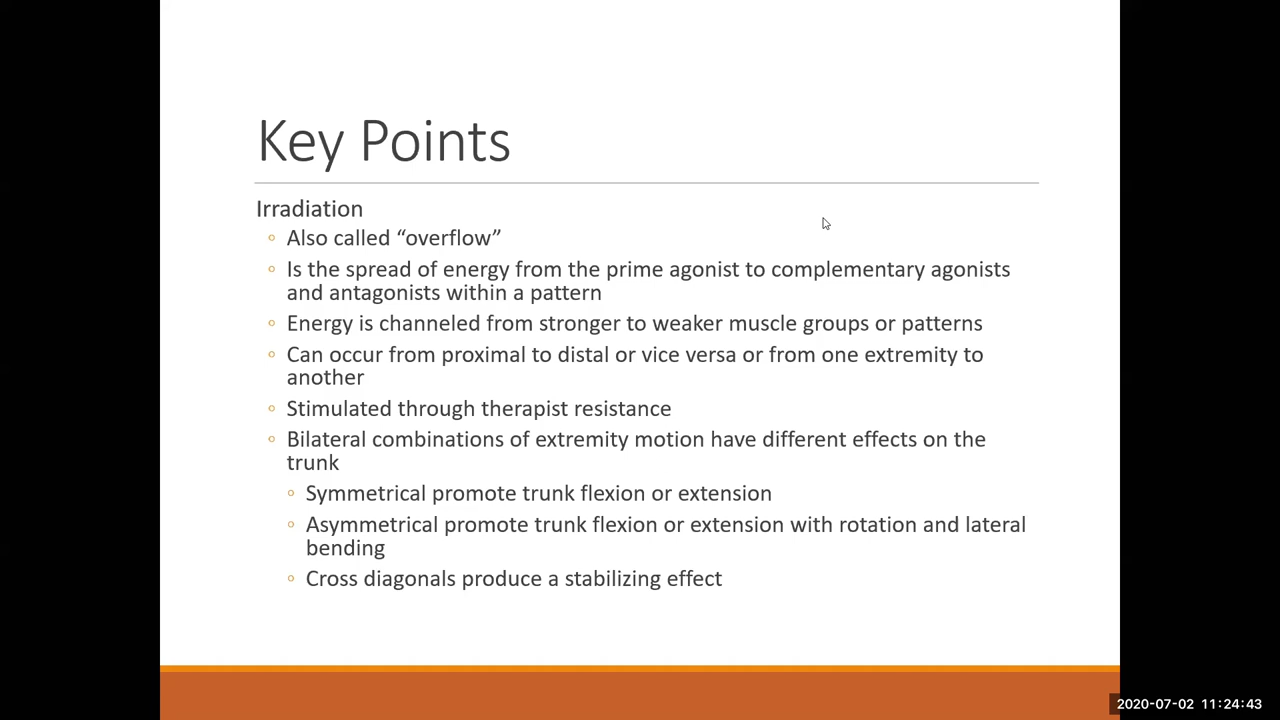 Key Points
Irradiation
◦ Also called “overflow”
◦ Is the spread of energy from the prime agonist to complementary agonists
and antagonists within a pattern
◦ Energy is channeled from stronger to weaker muscle groups or patterns
◦ Can occur from proximal to distal or vice versa or from one extremity to
another
◦ Stimulated through therapist resistance
◦ Bilateral combinations of extremity motion have different effects on the
trunk
◦ Symmetrical promote trunk flexion or extension
◦ Asymmetrical promote trunk flexion or extension with rotation and lateral
bending
◦ Cross diagonals produce a stabilizing effect
2020-07-02 11:24:43